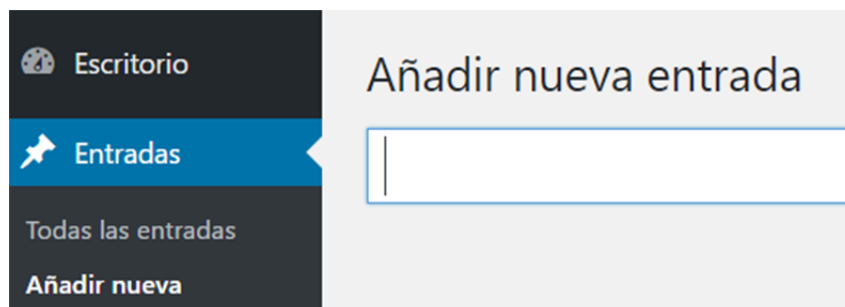 Escritorio
Entradas
Todas las entradas
Añadir nueva
Añadir nueva entrada